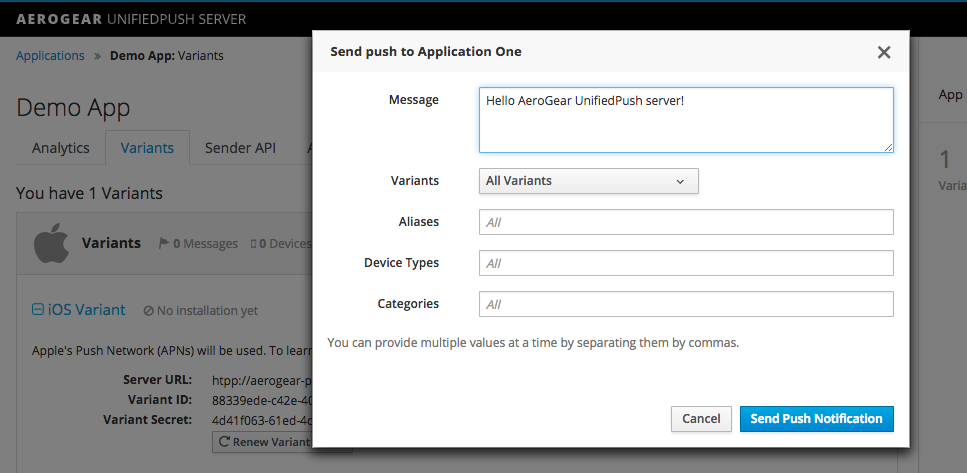 AEROGEAR UNIFIEDPUSH SERVER
Applications » Demo App: Variants
Demo App
Analytics Variants Sender API
You have 1 Variants
Variants 0 Messages 0 Devices
iOS Variant No installation yet
Apple's Push Network (APNs) will be used. To learn
Server URL: htpp://aerogear-p
Variant ID: 88339ede-c42e-40
Variant Secret: 4d41f063-61ed-4d
Renew Variant
Send push to Application One
Message Hello AeroGear UnifiedPush server!
Variants All Variants
Aliases All
Device Types All
Categories All
You can provide multiple values at a time by separating them by commas.
Cancel Send Push Notification
App
1
Varia